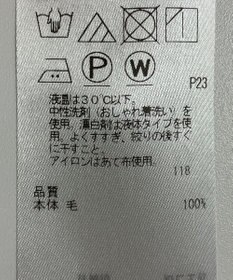 P
W
P23
液温は30℃以下。
中性洗剤(おしゃれ着洗い)を
使用。漂白剤は液体タイプを使
用。よくすすぎ、絞りの後すぐ
に干すこと。
アイロンはあて布使用。
118
品質
本体 毛 100%